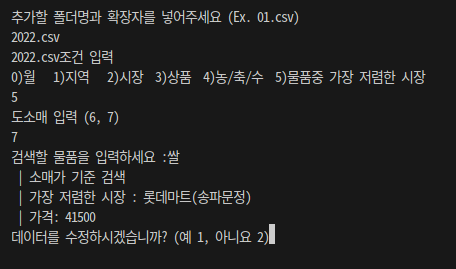 추가할 폴더명과 확장자를 넣어주세요 (Ex. 01.csv)
2022.csv
2022.csv조건 입력
0)월 1)지역 2)시장 3)상품 4)농/축/수 5)물품중 가장 저렴한 시장
5
도소매 입력 (6, 7)
7
검색할 물품을 입력하세요 :쌀
| 소매가 기준 검색
| 가장 저렴한 시장 : 롯데마트(송파문정)
| 가격: 41500
데이터를 수정하시겠습니까? (예 1, 아니요 2)